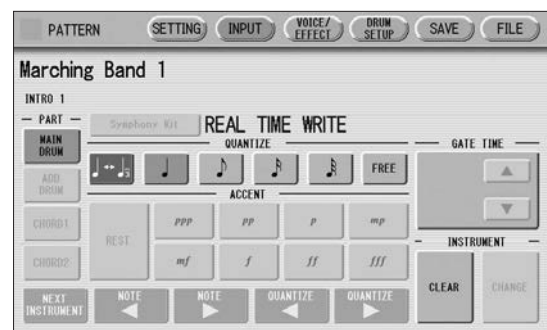 PATTERN SETTING INPUT VOICE/ EFFECT DRUM SETUP SAVE FILE
Marching Band 1
INTRO 1
PART
Symphony Kit REAL TIME WRITE
MAIN DRUM
QUANTIZE
GATE TIME
FREE
ADD DRUM
ACCENT
CHORD1
REST
ppp pp p mp
INSTRUMENT
CHORD2
mf f ff fff
CLEAR CHANGE
NEXT INSTRUMENT
NOTE NOTE QUANTIZE QUANTIZE